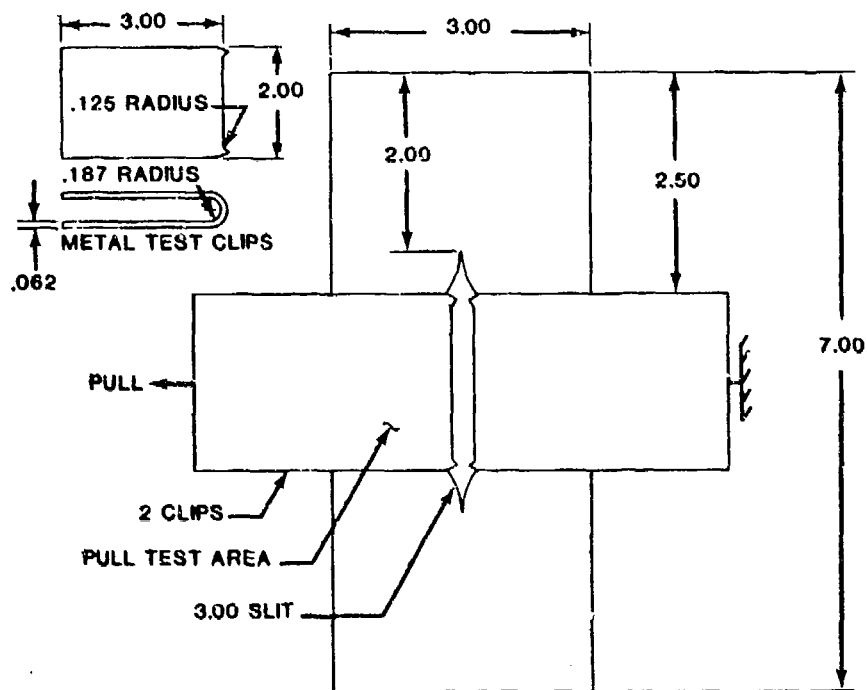 3.00
3.00
.125 RADIUS
2.00
2.00
2.50
.187 RADIUS
METAL TEST CLIPS
.062
7.00
PULL
2 CLIPS
PULL TEST AREA
3.00 SLIT